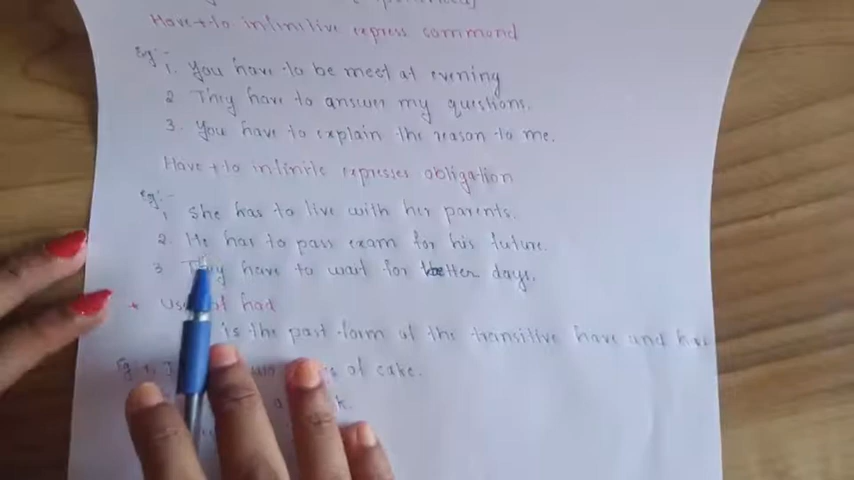 Have + to infinitive express command
Eg:-
1. You have to be meet at evening
2 They have to answer my questions.
3. You have to explain the reason to me.
Have + to infinite expresses obligation
Eg:-
1, She has to live with her parents.
2. He has to pass exam for his future.
3. They have to wait for better days.
* Use of had
is the past form of the transitive have and has
Eg of cake.